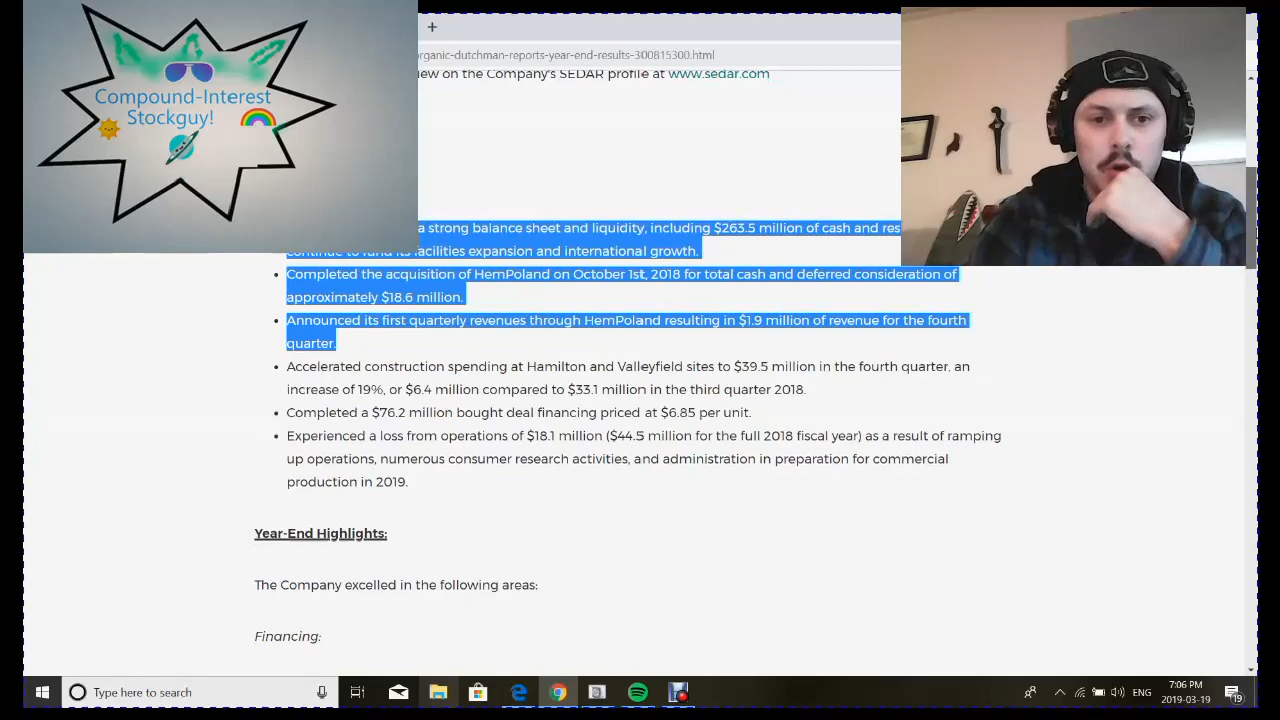 Compound-Interest
Stockguy!
+
organic-dutchman-reports-year-end-results-300815300.html
ew on the Company's SEDAR profile at www.sedar.com
a strong balance sheet and liquidity, including $263.5 million of cash and res
continue to fund its facilities expansion and international growth.
• Completed the acquisition of HemPoland on October 1st, 2018 for total cash and deferred consideration of
approximately $18.6 million.
• Announced its first quarterly revenues through HemPoland resulting in $1.9 million of revenue for the fourth
quarter.
• Accelerated construction spending at Hamilton and Valleyfield sites to $39.5 million in the fourth quarter, an
increase of 19%, or $6.4 million compared to $33.1 million in the third quarter 2018.
• Completed a $76.2 million bought deal financing priced at $6.85 per unit.
• Experienced a loss from operations of $18.1 million ($44.5 million for the full 2018 fiscal year) as a result of ramping
up operations, numerous consumer research activities, and administration in preparation for commercial
production in 2019.
Year-End Highlights:
The Company excelled in the following areas:
Financing:
Type here to search
ENG
7:06 PM
2019-03-19
19